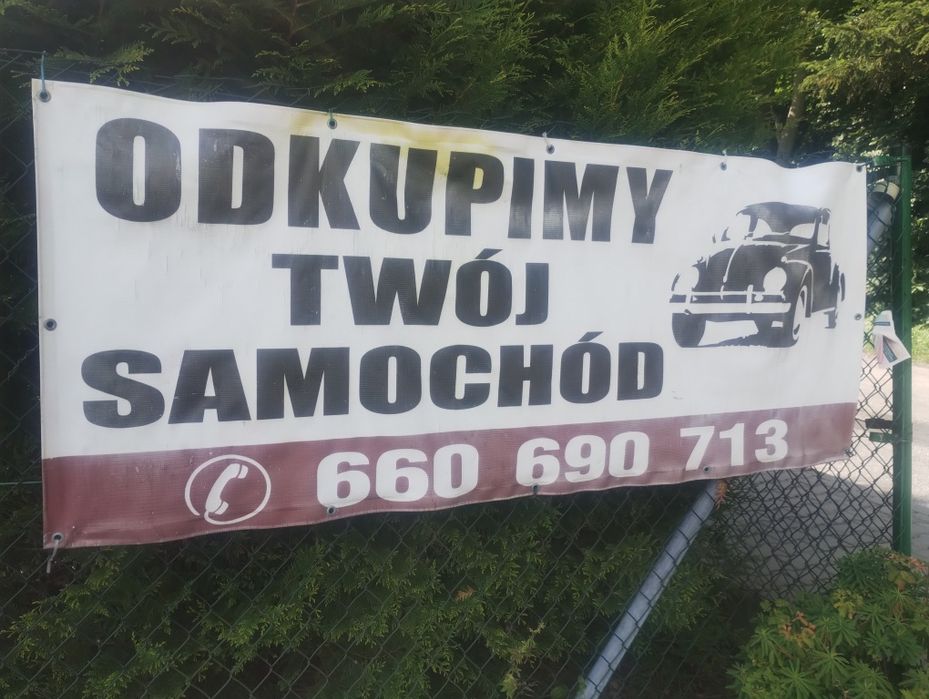 ODKUPIMY
TWÓJ
SAMOCHÓD
660 690 713